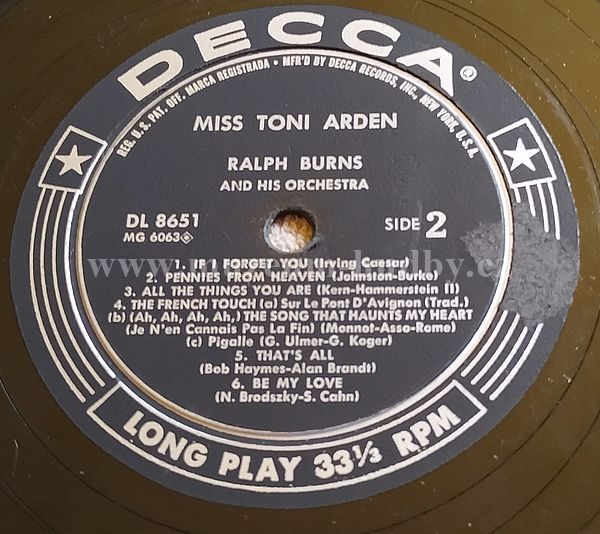 DECCA®
REG. U.S. PAT. OFF. MARCA REGISTRADA • MFR'D BY DECCA RECORDS, INC., NEW YORK, U.S.A.
MISS TONI ARDEN
RALPH BURNS
AND HIS ORCHESTRA
DL 8651
MG 6063
SIDE 2
1. IF I FORGET YOU (Irving Caesar)
2. PENNIES FROM HEAVEN (Johnston-Burke)
3. ALL THE THINGS YOU ARE (Kern-Hammerstein II)
4. THE FRENCH TOUCH (a) Sur Le Pont D'Avignon (Trad.)
(b) (Ah, Ah, Ah, Ah,) THE SONG THAT HAUNTS MY HEART
(Je N'en Cannais Pas La Fin) (Monnot-Asso-Rome)
(c) Pigalle (G. Ulmer-G. Koger)
5. THAT'S ALL
(Bob Haymes-Alan Brandt)
6. BE MY LOVE
(N. Brodszky-S. Cahn)
LONG PLAY 33⅓ RPM